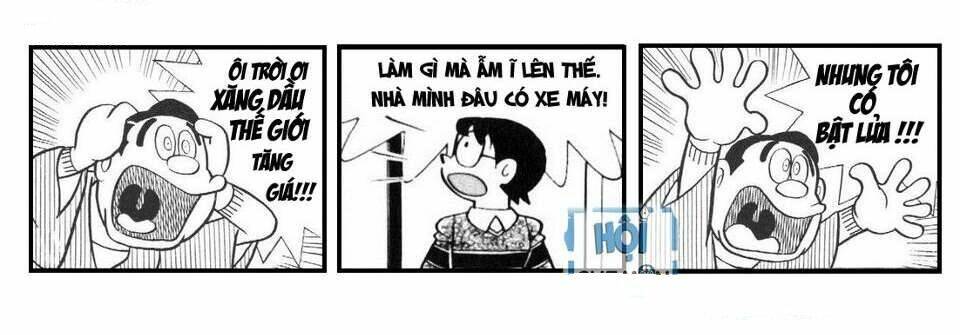 ÔI TRỜI ƠI
XĂNG DẦU
THẾ GIỚI
TĂNG
GIÁ!!!
LÀM GÌ MÀ ẦM Ĩ LÊN THẾ.
NHÀ MÌNH ĐÂU CÓ XE MÁY!
NHƯNG TÔI
CÓ
BẬT LỬA !!!
HỘI